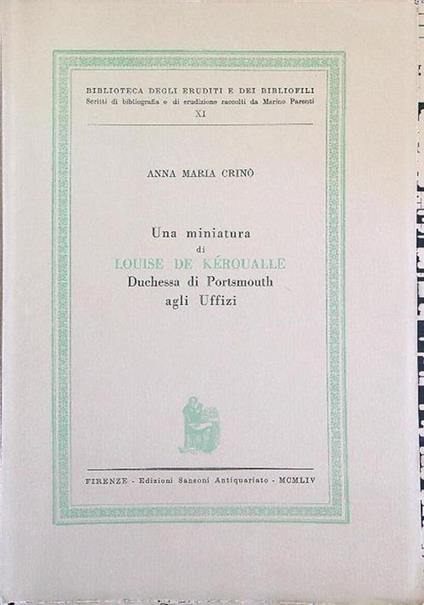 BIBLIOTECA DEGLI ERUDITI E DEI BIBLIOFILI
Scritti di bibliografia e di erudizione raccolti da Marino Parenti
XI
ANNA MARIA CRINÒ
Una miniatura
di
LOUISE DE KÉROUALLE
Duchessa di Portsmouth
agli Uffizi
FIRENZE - Edizioni Sansoni Antiquariato - MCMLIV